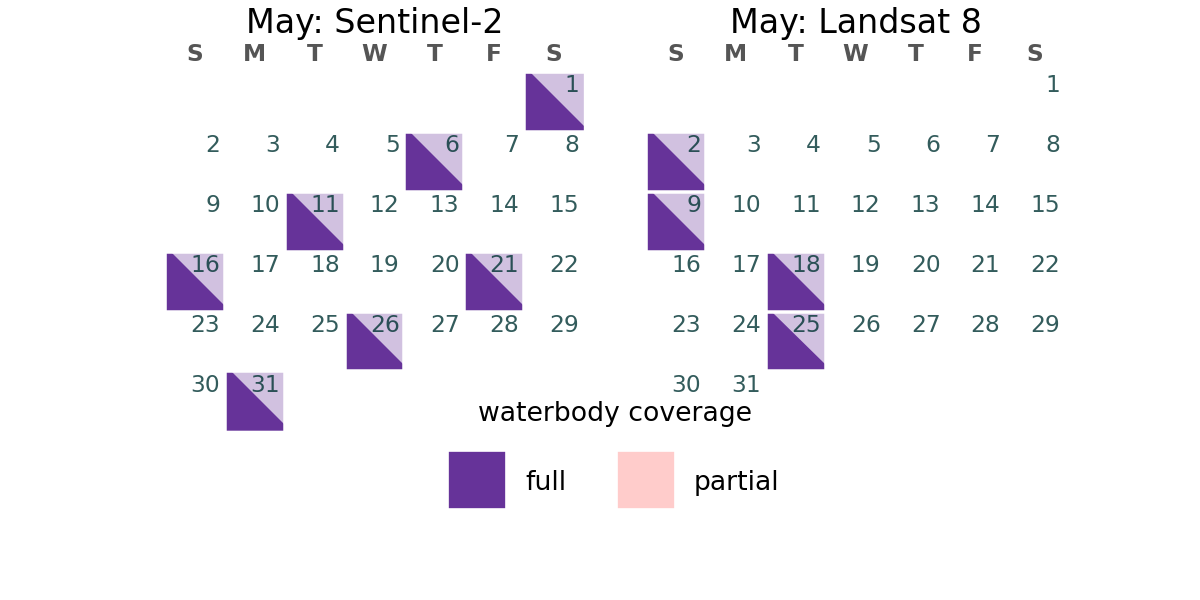 May: Sentinel-2
S M T W T F S
1
2 3 4 5 6 7 8
9 10 11 12 13 14 15
16 17 18 19 20 21 22
23 24 25 26 27 28 29
30 31
May: Landsat 8
S M T W T F S
1
2 3 4 5 6 7 8
9 10 11 12 13 14 15
16 17 18 19 20 21 22
23 24 25 26 27 28 29
30 31
waterbody coverage
full partial